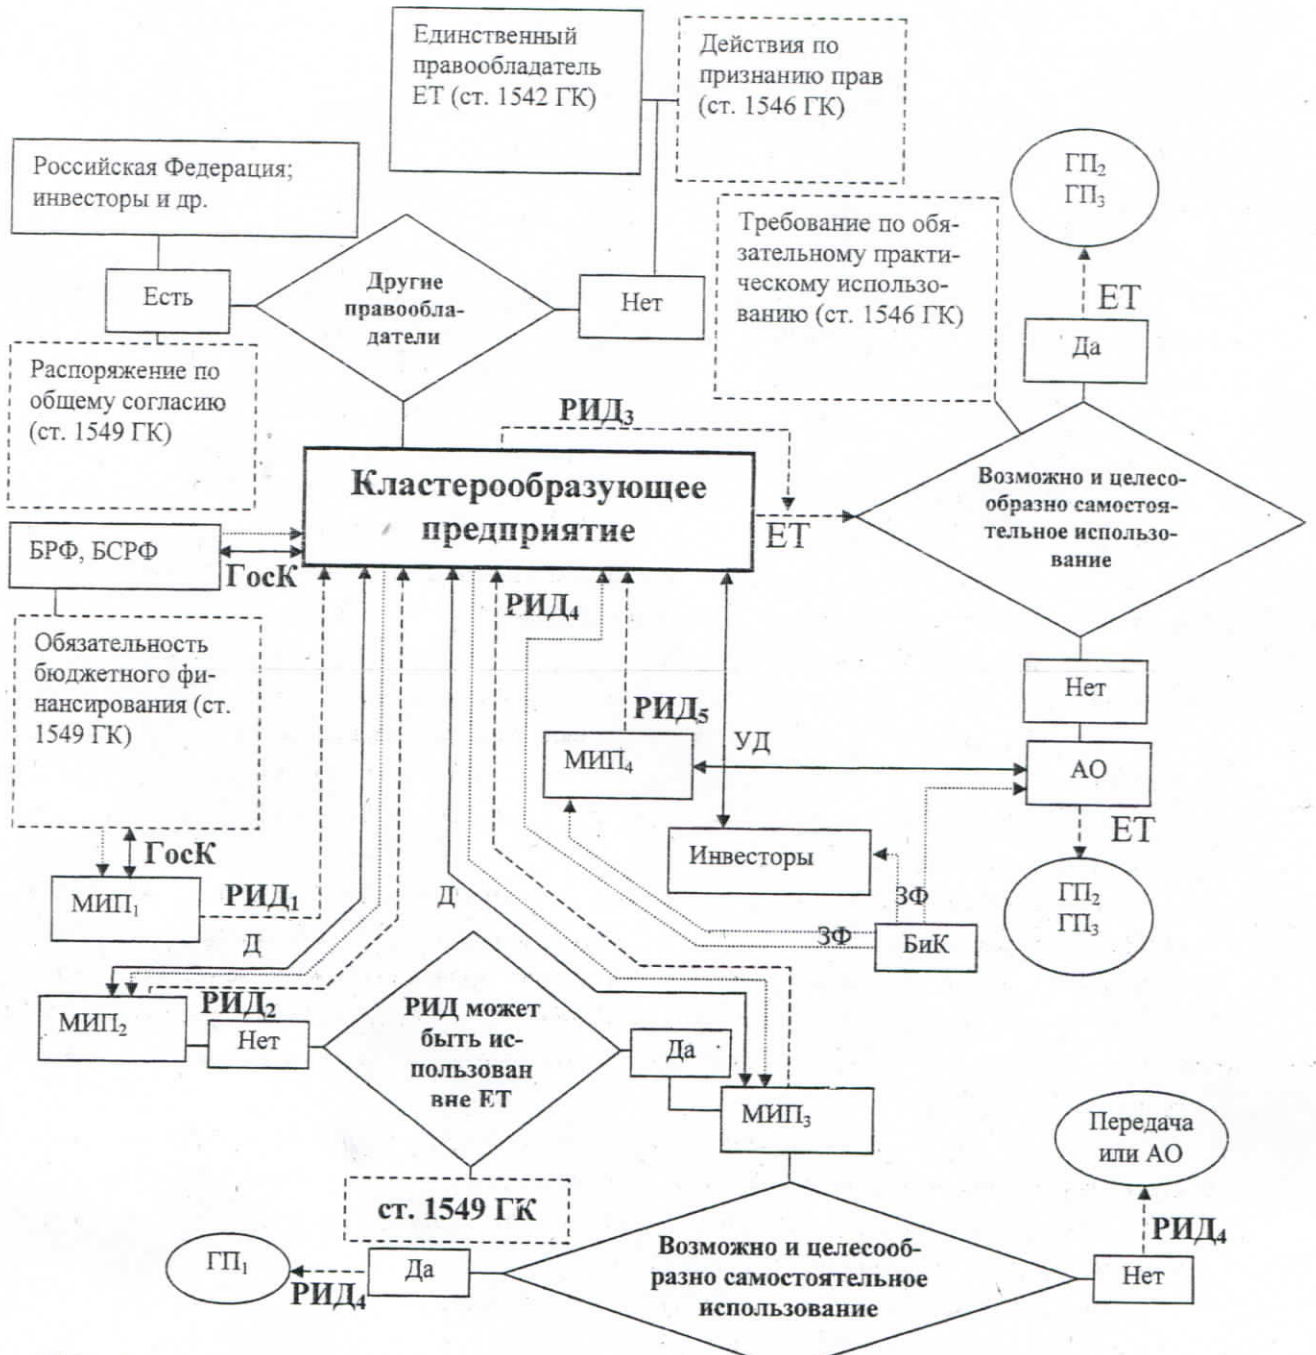 Единственный
правообладатель
ЕТ (ст. 1542 ГК)
Действия по
признанию прав
(ст. 1546 ГК)
Российская Федерация;
инвесторы и др.
ГП₂
ГП₃
Требование по обя-
зательному практи-
ческому использо-
ванию (ст. 1546 ГК)
Есть
Другие
правообла-
датели
Нет
ЕТ
Да
Распоряжение по
общему согласию
(ст. 1549 ГК)
РИД₃
Кластерообразующее
предприятие
ЕТ
Возможно и целесо-
образно самостоя-
тельное использо-
вание
БРФ, БСРФ
ГосК
РИД₄
Обязательность
бюджетного фи-
нансирования (ст.
1549 ГК)
Нет
РИД₅
УД
МИП₄
АО
ЕТ
ГосК
Инвесторы
МИП₁
РИД₁
Д
Д
ЗФ
ЗФ
БиК
ГП₂
ГП₃
МИП₂
РИД₂
Нет
РИД может
быть ис-
пользован
вне ЕТ
Да
МИП₃
Передача
или АО
ст. 1549 ГК
РИД₄
ГП₁
РИД₄
Да
Возможно и целесооб-
разно самостоятельное
использование
Нет